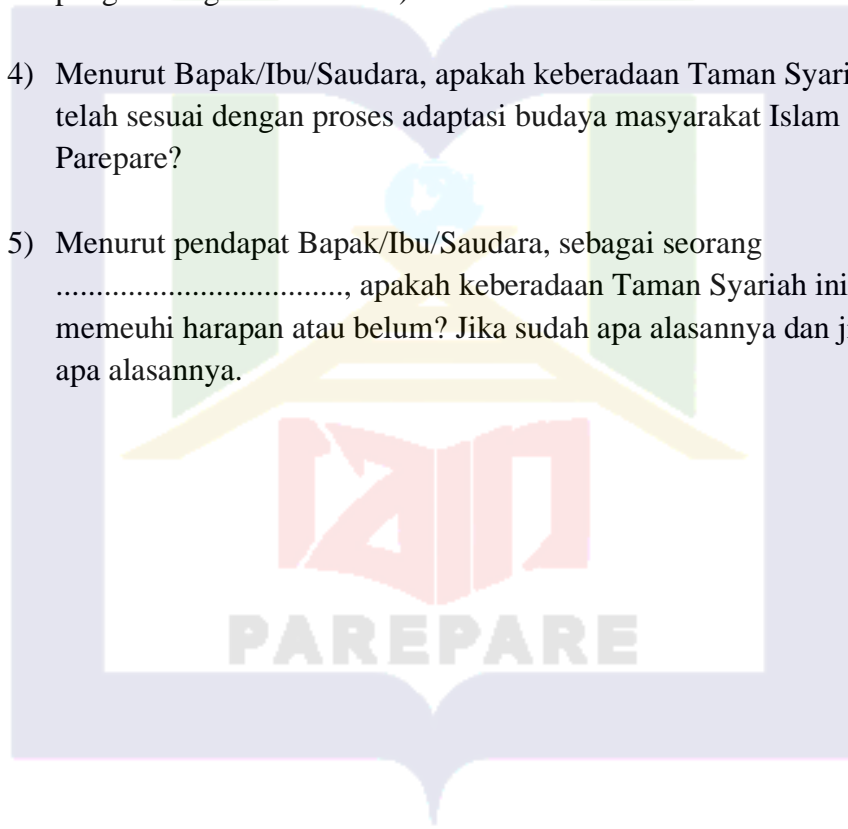 4) Menurut Bapak/Ibu/Saudara, apakah keberadaan Taman
telah sesuai dengan proses adaptasi budaya masyarakat Islam
Parepare?
5) Menurut pendapat Bapak/Ibu/Saudara, sebagai seorang
..................................., apakah keberadaan Taman Syariah ini
memeuhi harapan atau belum? Jika sudah apa alasannya dan
apa alasannya.
iain
PAREPARE